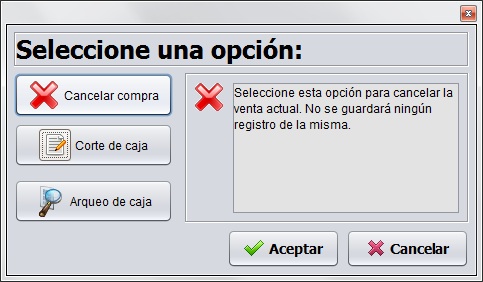 Seleccione una opción:
Cancelar compra
Corte de caja
Arqueo de caja
Seleccione esta opción para cancelar la
venta actual. No se guardará ningún
registro de la misma.
Aceptar
Cancelar